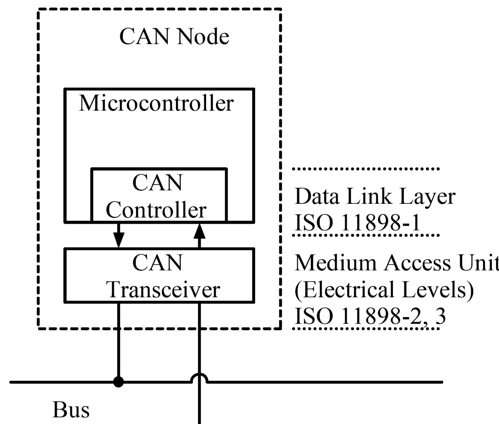 CAN Node
Microcontroller
CAN
Controller
Data Link Layer
ISO 11898-1
CAN
Transceiver
Medium Access Unit
(Electrical Levels)
ISO 11898-2, 3
Bus